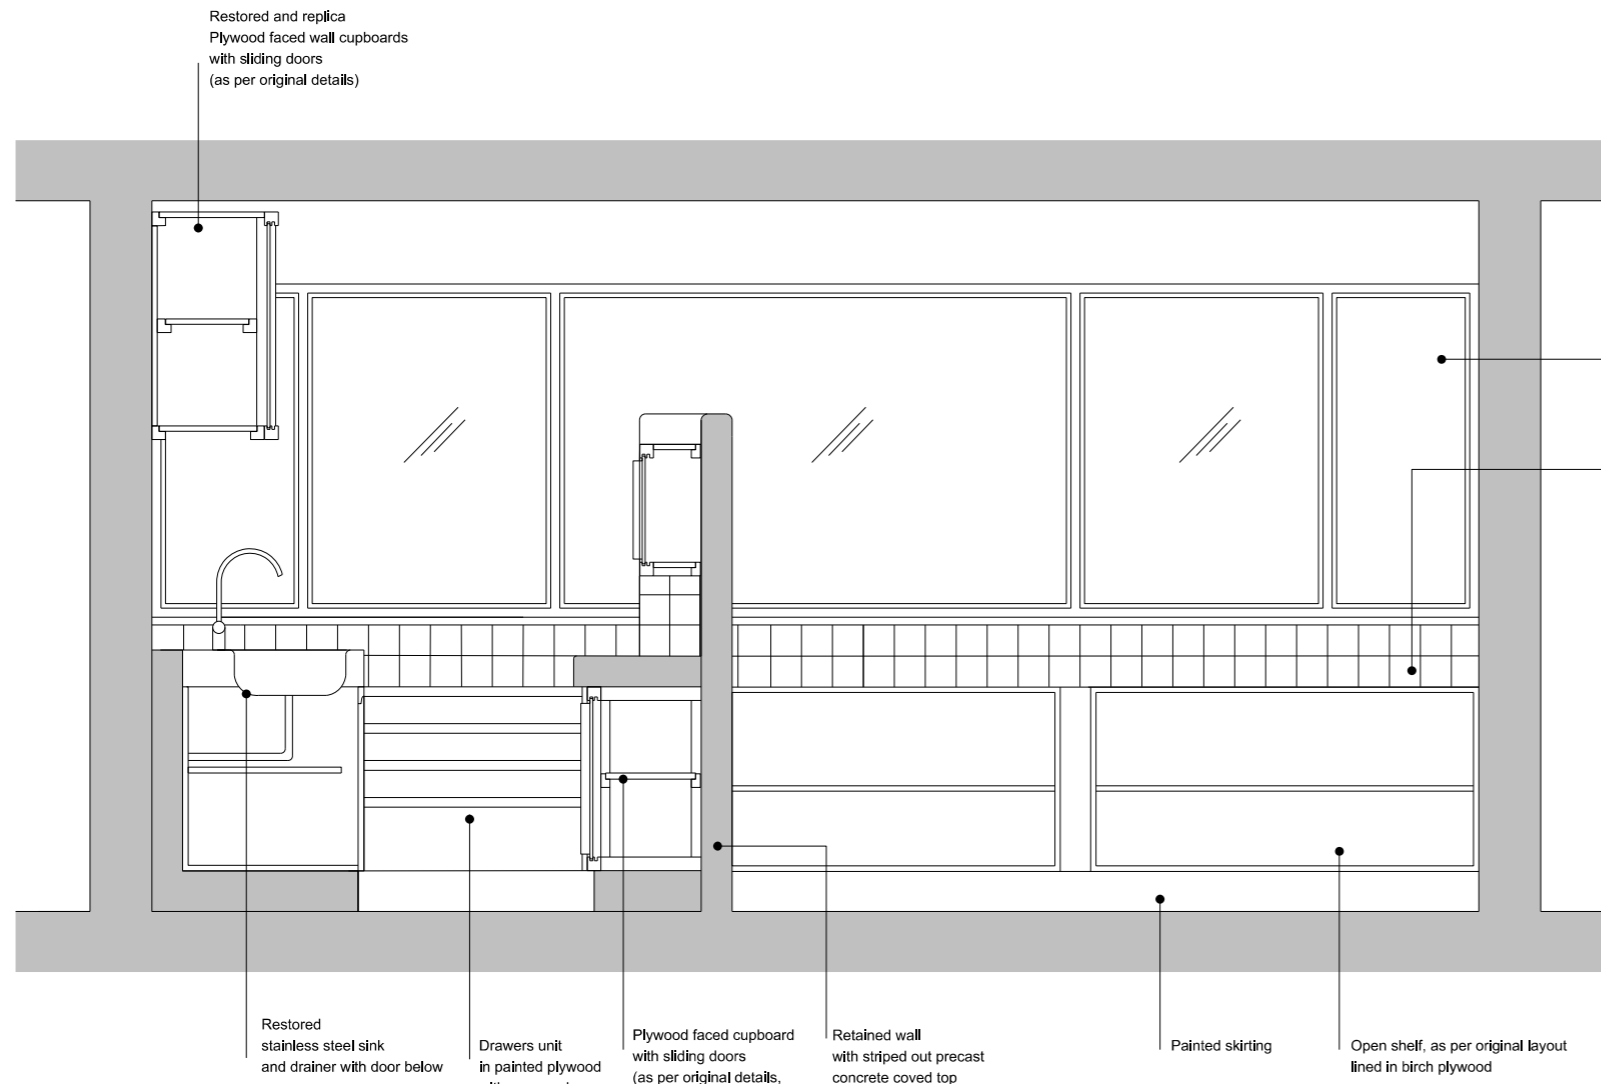 Restored and replica
Plywood faced wall cupboards
with sliding doors
(as per original details)
Restored
stainless steel sink
and drainer with door below
Drawers unit
in painted plywood
Plywood faced cupboard
with sliding doors
(as per original details,
Retained wall
with striped out precast
concrete coved top
Painted skirting
Open shelf, as per original layout
lined in birch plywood